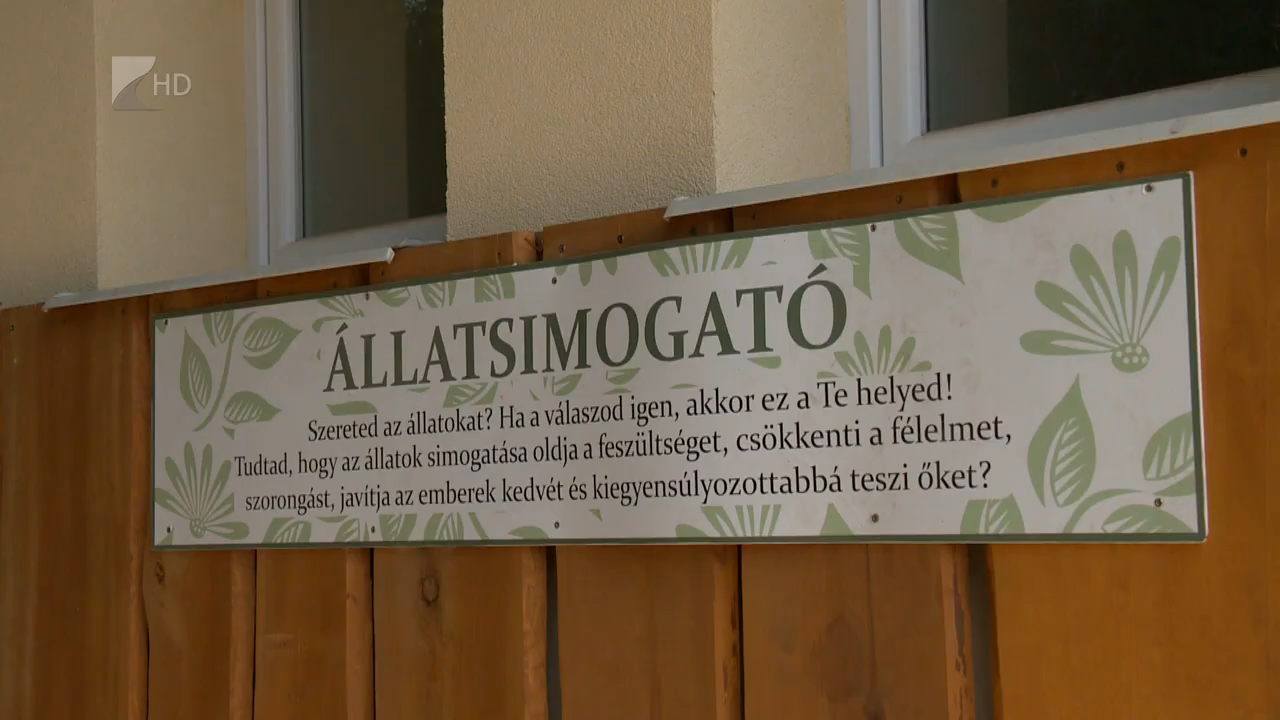 HD
ÁLLATSIMOGATÓ
Szereted az állatokat? Ha a válaszod igen, akkor ez a Te helyed!
Tudtad, hogy az állatok simogatása oldja a feszültséget, csökkenti a félelmet,
szorongást, javítja az emberek kedvét és kiegyensúlyozottabbá teszi őket?